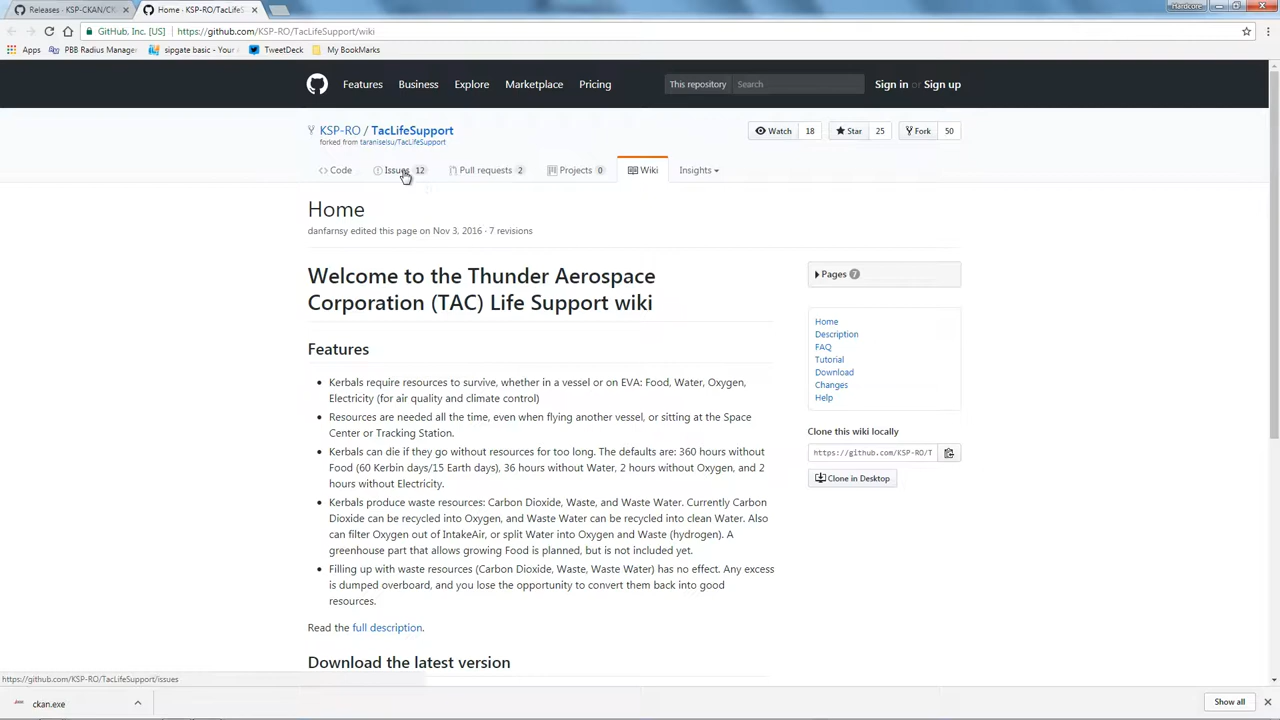 Releases · KSP-CKAN/CK
Home · KSP-RO/TacLifeS
Hardcore
GitHub, Inc. [US]
https://github.com/KSP-RO/TacLifeSupport/wiki
Apps
PBB Radius Manager
sipgate basic - Your
TweetDeck
My BookMarks
Features
Business
Explore
Marketplace
Pricing
This repository
Search
Sign in or Sign up
KSP-RO / TacLifeSupport
forked from taraniselsu/TacLifeSupport
Watch 18
Star 25
Fork 50
Code
Issues 12
Pull requests 2
Projects 0
Wiki
Insights
Home
danfarnsy edited this page on Nov 3, 2016 · 7 revisions
Welcome to the Thunder Aerospace
Corporation (TAC) Life Support wiki
Features
• Kerbals require resources to survive, whether in a vessel or on EVA: Food, Water, Oxygen,
Electricity (for air quality and climate control)
• Resources are needed all the time, even when flying another vessel, or sitting at the Space
Center or Tracking Station.
• Kerbals can die if they go without resources for too long. The defaults are: 360 hours without
Food (60 Kerbin days/15 Earth days), 36 hours without Water, 2 hours without Oxygen, and 2
hours without Electricity.
• Kerbals produce waste resources: Carbon Dioxide, Waste, and Waste Water. Currently Carbon
Dioxide can be recycled into Oxygen, and Waste Water can be recycled into clean Water. Also
can filter Oxygen out of IntakeAir, or split Water into Oxygen and Waste (hydrogen). A
greenhouse part that allows growing Food is planned, but is not included yet.
• Filling up with waste resources (Carbon Dioxide, Waste, Waste Water) has no effect. Any excess
is dumped overboard, and you lose the opportunity to convert them back into good
resources.
Read the full description.
Download the latest version
Pages 7
Home
Description
FAQ
Tutorial
Download
Changes
Help
Clone this wiki locally
https://github.com/KSP-RO/T
Clone in Desktop
https://github.com/KSP-RO/TacLifeSupport/issues
ckan.exe
Show all